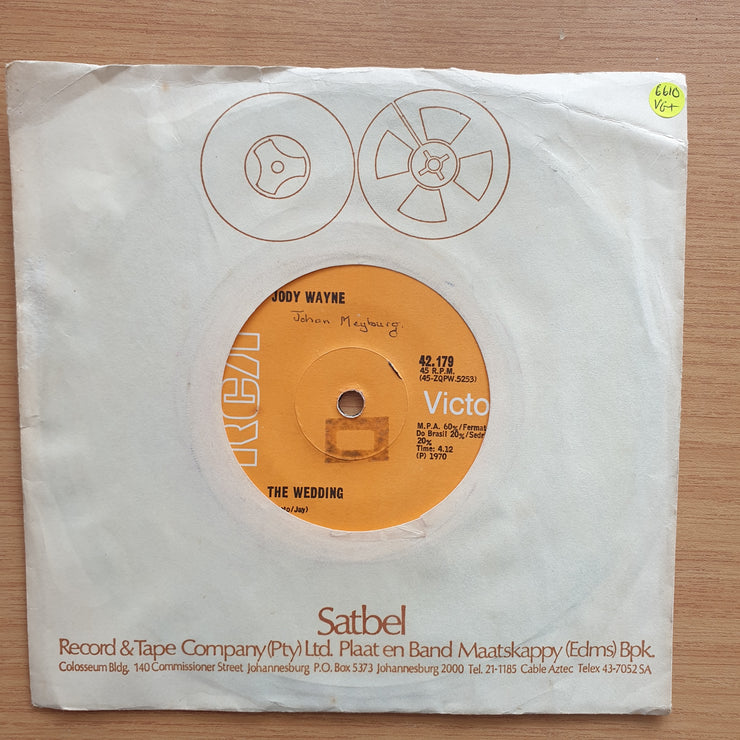 6610
VG+
JODY WAYNE
Johan Meyburg.
RCA
42.179
45 R.P.M.
(45-ZQPW.5253)
Victo
M.P.A. 60%/Fermat
Do Brasil 20%/Sedr
20%
Time: 4.12
(P) 1970
THE WEDDING
to/Jay)
Satbel
Record & Tape Company (Pty) Ltd. Plaat en Band Maatskappy (Edms) Bpk.
Colosseum Bldg. 140 Commissioner Street Johannesburg P.O. Box 5373 Johannesburg 2000 Tel. 21-1185 Cable Aztec Telex 43-7052 SA